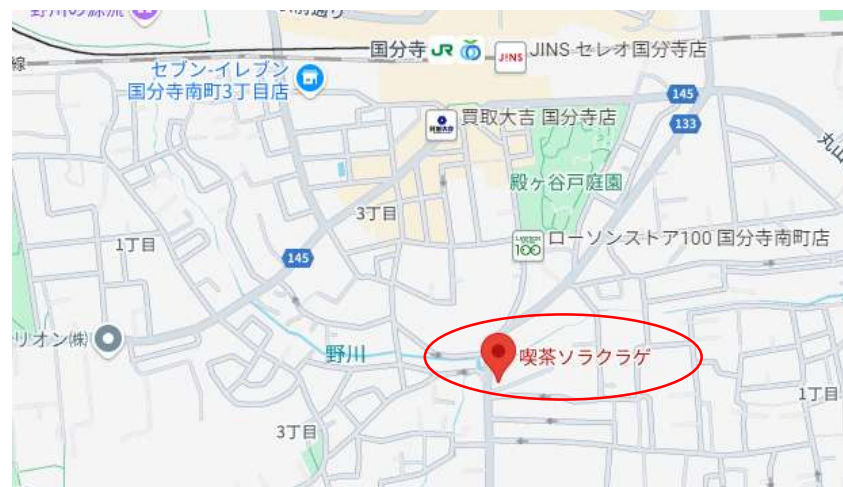 国分寺 JR
JINS JINS セレオ国分寺店
線
セブン-イレブン
国分寺南町3丁目店
145
買取大吉 国分寺店
133
丸山
殿ヶ谷戸庭園
3丁目
LAWSON
100
ローソンストア100 国分寺南町店
1丁目
145
リオン㈱
野川
喫茶ソラクラゲ
1丁目
3丁目